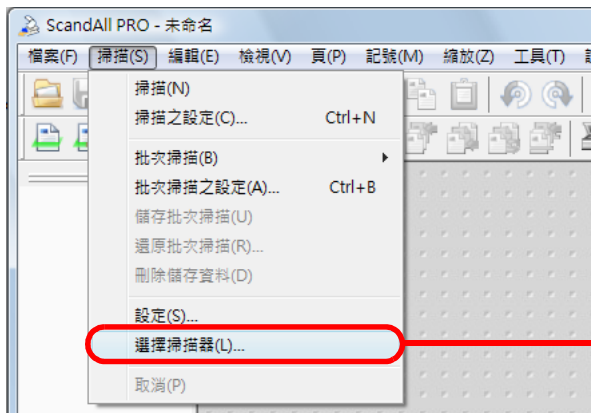 ScandAll PRO - 未命名
檔案(F) 掃描(S) 編輯(E) 檢視(V) 頁(P) 記號(M) 縮放(Z) 工具(T)
掃描(N)
掃描之設定(C)... Ctrl+N
批次掃描(B)
批次掃描之設定(A)... Ctrl+B
儲存批次掃描(U)
還原批次掃描(R)...
刪除儲存資料(D)
設定(S)...
選擇掃描器(L)...
取消(P)